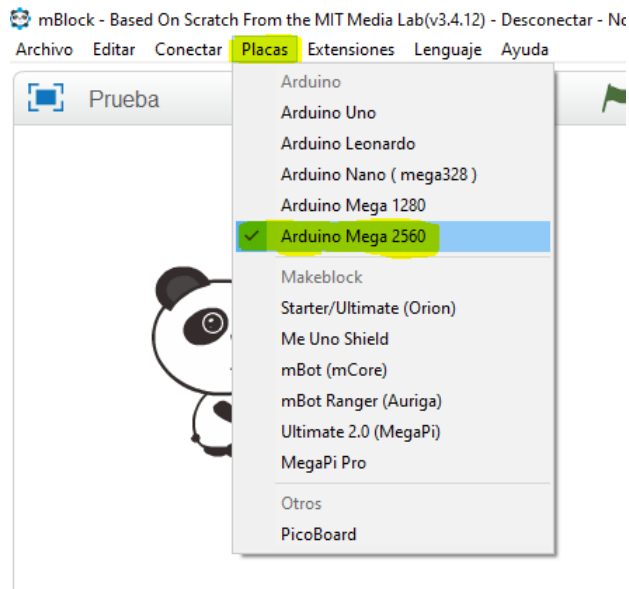 mBlock - Based On Scratch From the MIT Media Lab(v3.4.12) - Desconectar - No
Archivo Editar Conectar Placas Extensiones Lenguaje Ayuda
Prueba
Arduino
Arduino Uno
Arduino Leonardo
Arduino Nano ( mega328 )
Arduino Mega 1280
Arduino Mega 2560
Makeblock
Starter/Ultimate (Orion)
Me Uno Shield
mBot (mCore)
mBot Ranger (Auriga)
Ultimate 2.0 (MegaPi)
MegaPi Pro
Otros
PicoBoard